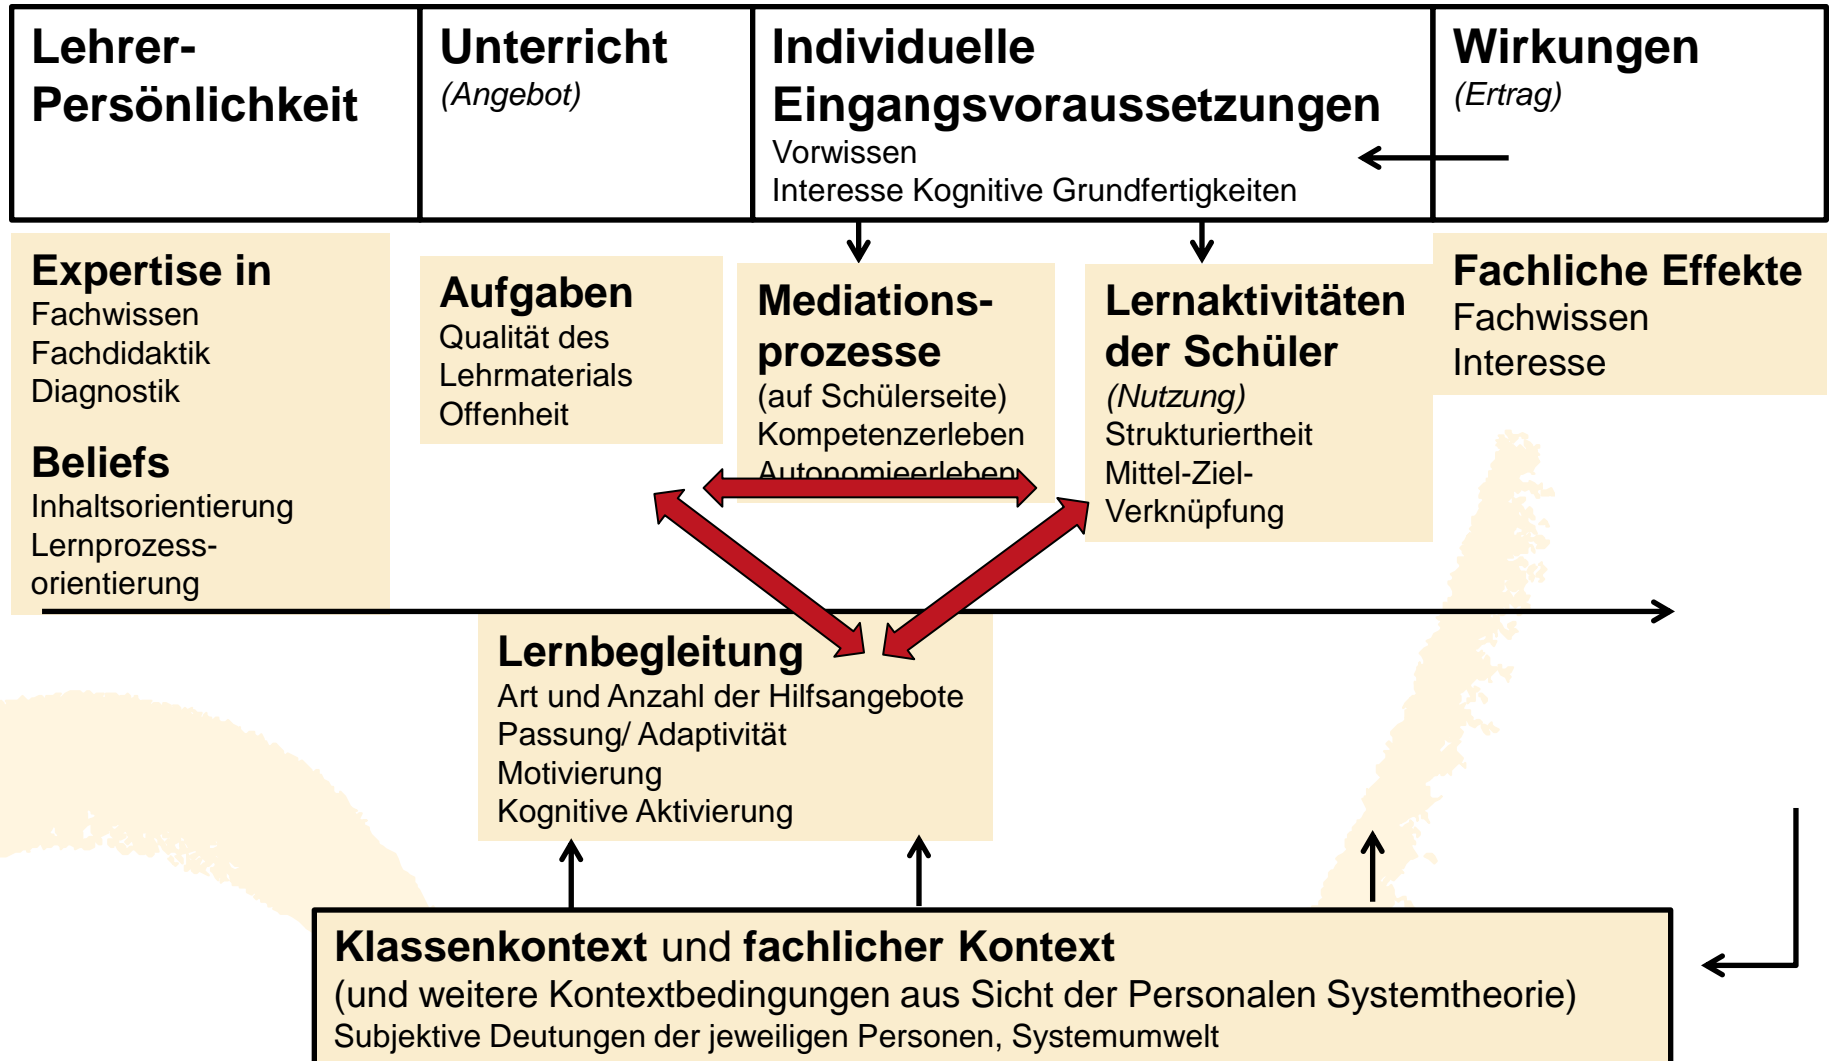 Lehrer-
Persönlichkeit
Unterricht
(Angebot)
Individuelle
Eingangsvoraussetzungen
Vorwissen
Interesse Kognitive Grundfertigkeiten
Wirkungen
(Ertrag)
Expertise in
Fachwissen
Fachdidaktik
Diagnostik
Beliefs
Inhaltsorientierung
Lernprozess-
orientierung
Aufgaben
Qualität des
Lehrmaterials
Offenheit
Mediations-
prozesse
(auf Schülerseite)
Kompetenzerleben
Autonomieerleben
Lernaktivitäten
der Schüler
(Nutzung)
Strukturiertheit
Mittel-Ziel-
Verknüpfung
Fachliche Effekte
Fachwissen
Interesse
Lernbegleitung
Art und Anzahl der Hilfsangebote
Passung/ Adaptivität
Motivierung
Kognitive Aktivierung
Klassenkontext und fachlicher Kontext
(und weitere Kontextbedingungen aus Sicht der Personalen Systemtheorie)
Subjektive Deutungen der jeweiligen Personen, Systemumwelt